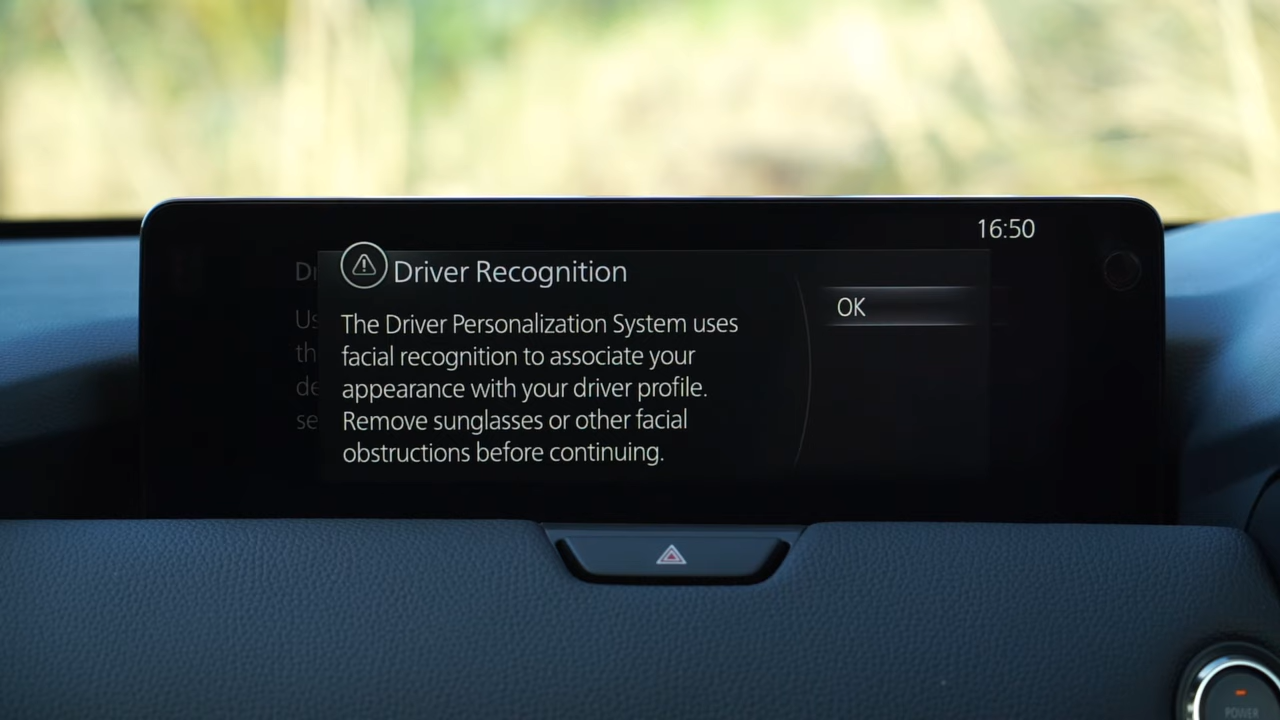 16:50
Driver Recognition
The Driver Personalization System uses
facial recognition to associate your
appearance with your driver profile.
Remove sunglasses or other facial
obstructions before continuing.
OK
POWER